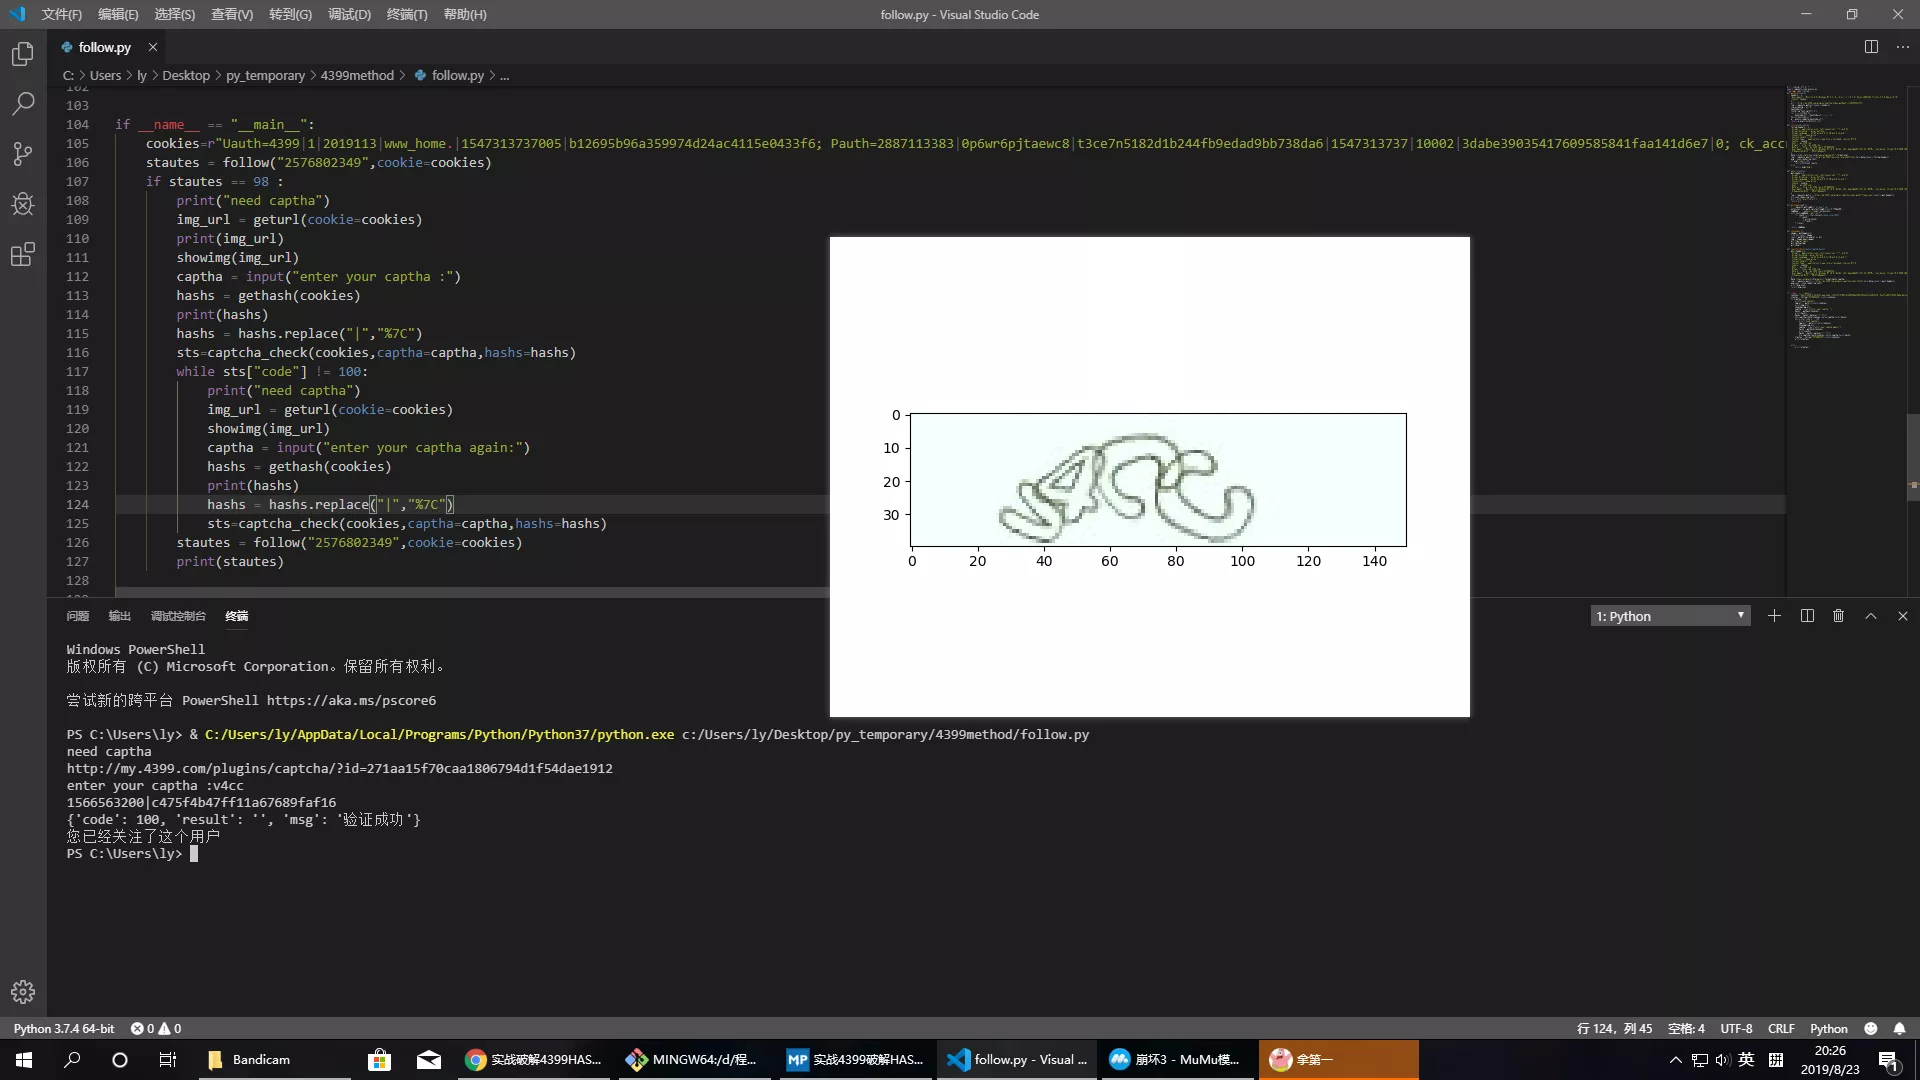 文件(F) 编辑(E) 选择(S) 查看(V) 转到(G) 调试(D) 终端(T) 帮助(H)
follow.py - Visual Studio Code
follow.py
C: > Users > ly > Desktop > py_temporary > 4399method > follow.py > ...
102
103
104 if __name__ == "__main__":
105 cookies=r"Uauth=4399|1|2019113|www_home.|1547313737005|b12695b96a359974d24ac4115e0433f6; Pauth=2887113383|0p6wr6pjtaewc8|t3ce7n5182d1b244fb9edad9bb738da6|1547313737|10002|3dabe39035417609585841faa141d6e7|0; ck_acc
106 stautes = follow("2576802349",cookie=cookies)
107 if stautes == 98 :
108 print("need captha")
109 img_url = geturl(cookie=cookies)
110 print(img_url)
111 showimg(img_url)
112 captha = input("enter your captha :")
113 hashs = gethash(cookies)
114 print(hashs)
115 hashs = hashs.replace("|","%7C")
116 sts=captcha_check(cookies,captha=captha,hashs=hashs)
117 while sts["code"] != 100:
118 print("need captha")
119 img_url = geturl(cookie=cookies)
120 showimg(img_url)
121 captha = input("enter your captha again:")
122 hashs = gethash(cookies)
123 print(hashs)
124 hashs = hashs.replace("|","%7C")
125 sts=captcha_check(cookies,captha=captha,hashs=hashs)
126 stautes = follow("2576802349",cookie=cookies)
127 print(stautes)
128
0
10
20
30
0 20 40 60 80 100 120 140
问题 输出 调试控制台 终端
1: Python
Windows PowerShell
版权所有 (C) Microsoft Corporation。保留所有权利。
尝试新的跨平台 PowerShell https://aka.ms/pscore6
PS C:\Users\ly> & C:/Users/ly/AppData/Local/Programs/Python/Python37/python.exe c:/Users/ly/Desktop/py_temporary/4399method/follow.py
need captha
http://my.4399.com/plugins/captcha/?id=271aa15f70caa1806794d1f54dae1912
enter your captha :v4cc
1566563200|c475f4b47ff11a67689faf16
{'code': 100, 'result': '', 'msg': '验证成功'}
您已经关注了这个用户
PS C:\Users\ly>
Python 3.7.4 64-bit 0 0
行 124，列 45 空格: 4 UTF-8 CRLF Python
Bandicam
实战破解4399HAS...
MINGW64:/d/程...
MP 实战4399破解HAS...
follow.py - Visual ...
崩坏3 - MuMu模...
拿第一
英
20:26
2019/8/23
1